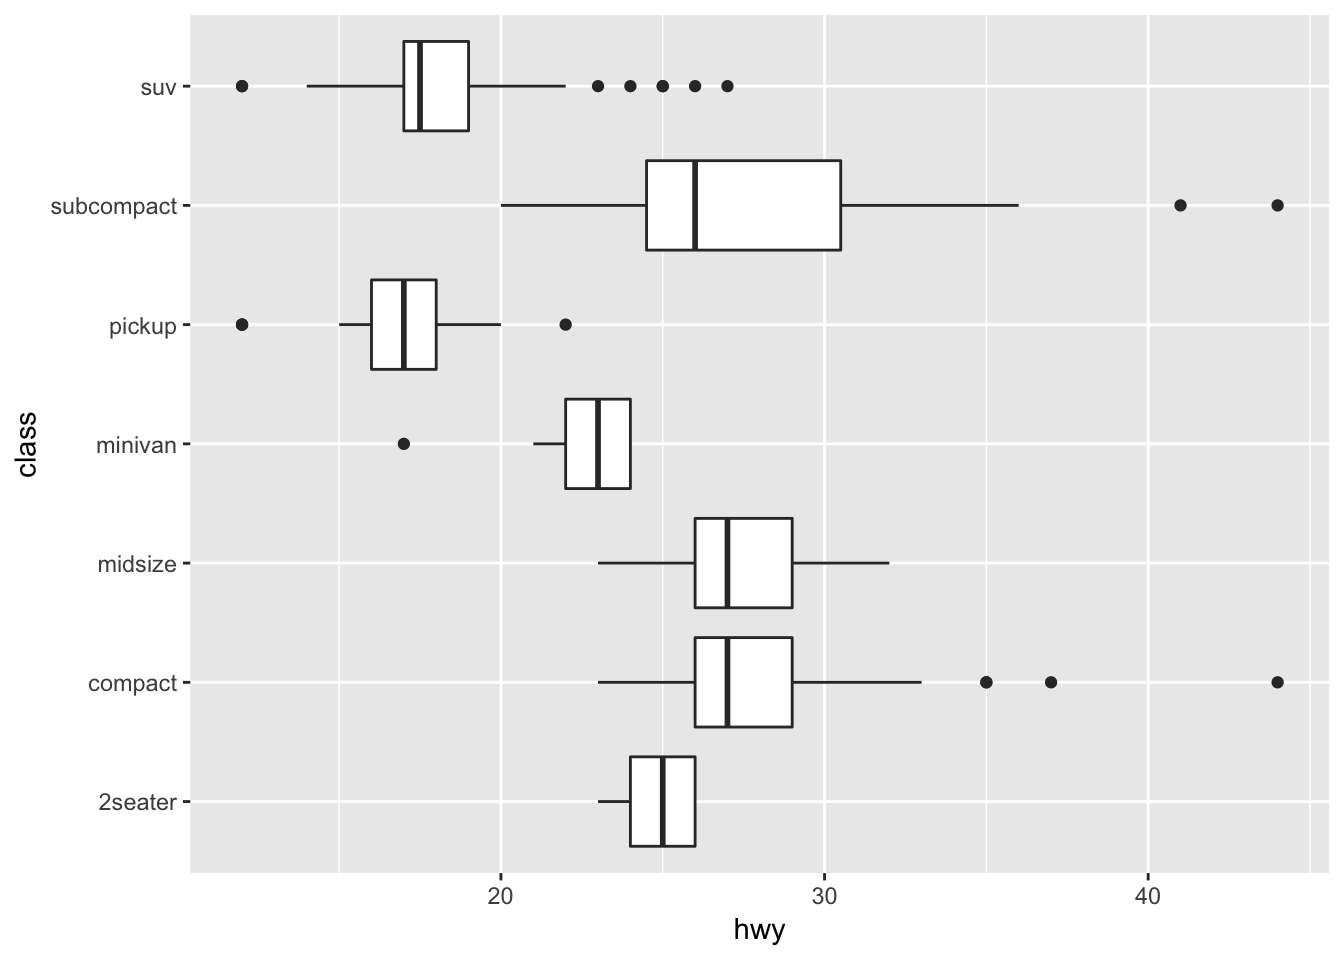 suv
subcompact
pickup
minivan
midsize
compact
2seater
class
20 30 40
hwy